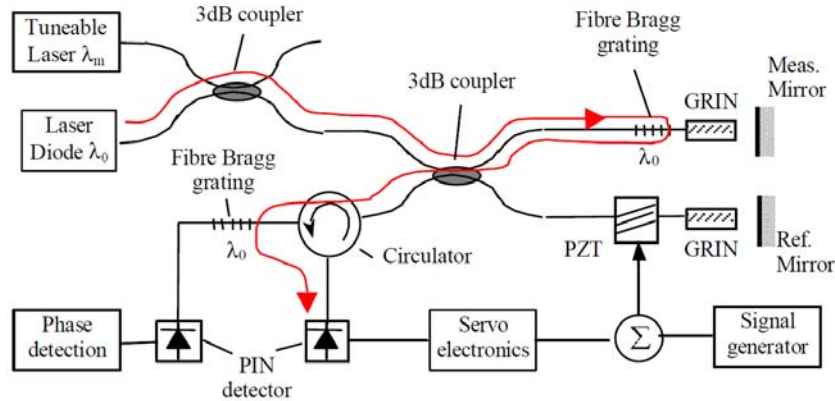 Tuneable
Laser λm
3dB coupler
Laser
Diode λ0
3dB coupler
Fibre Bragg
grating
Meas.
Mirror
GRIN
λ0
Fibre Bragg
grating
λ0
Circulator
PZT
GRIN
Ref.
Mirror
Phase
detection
PIN
detector
Servo
electronics
Σ
Signal
generator